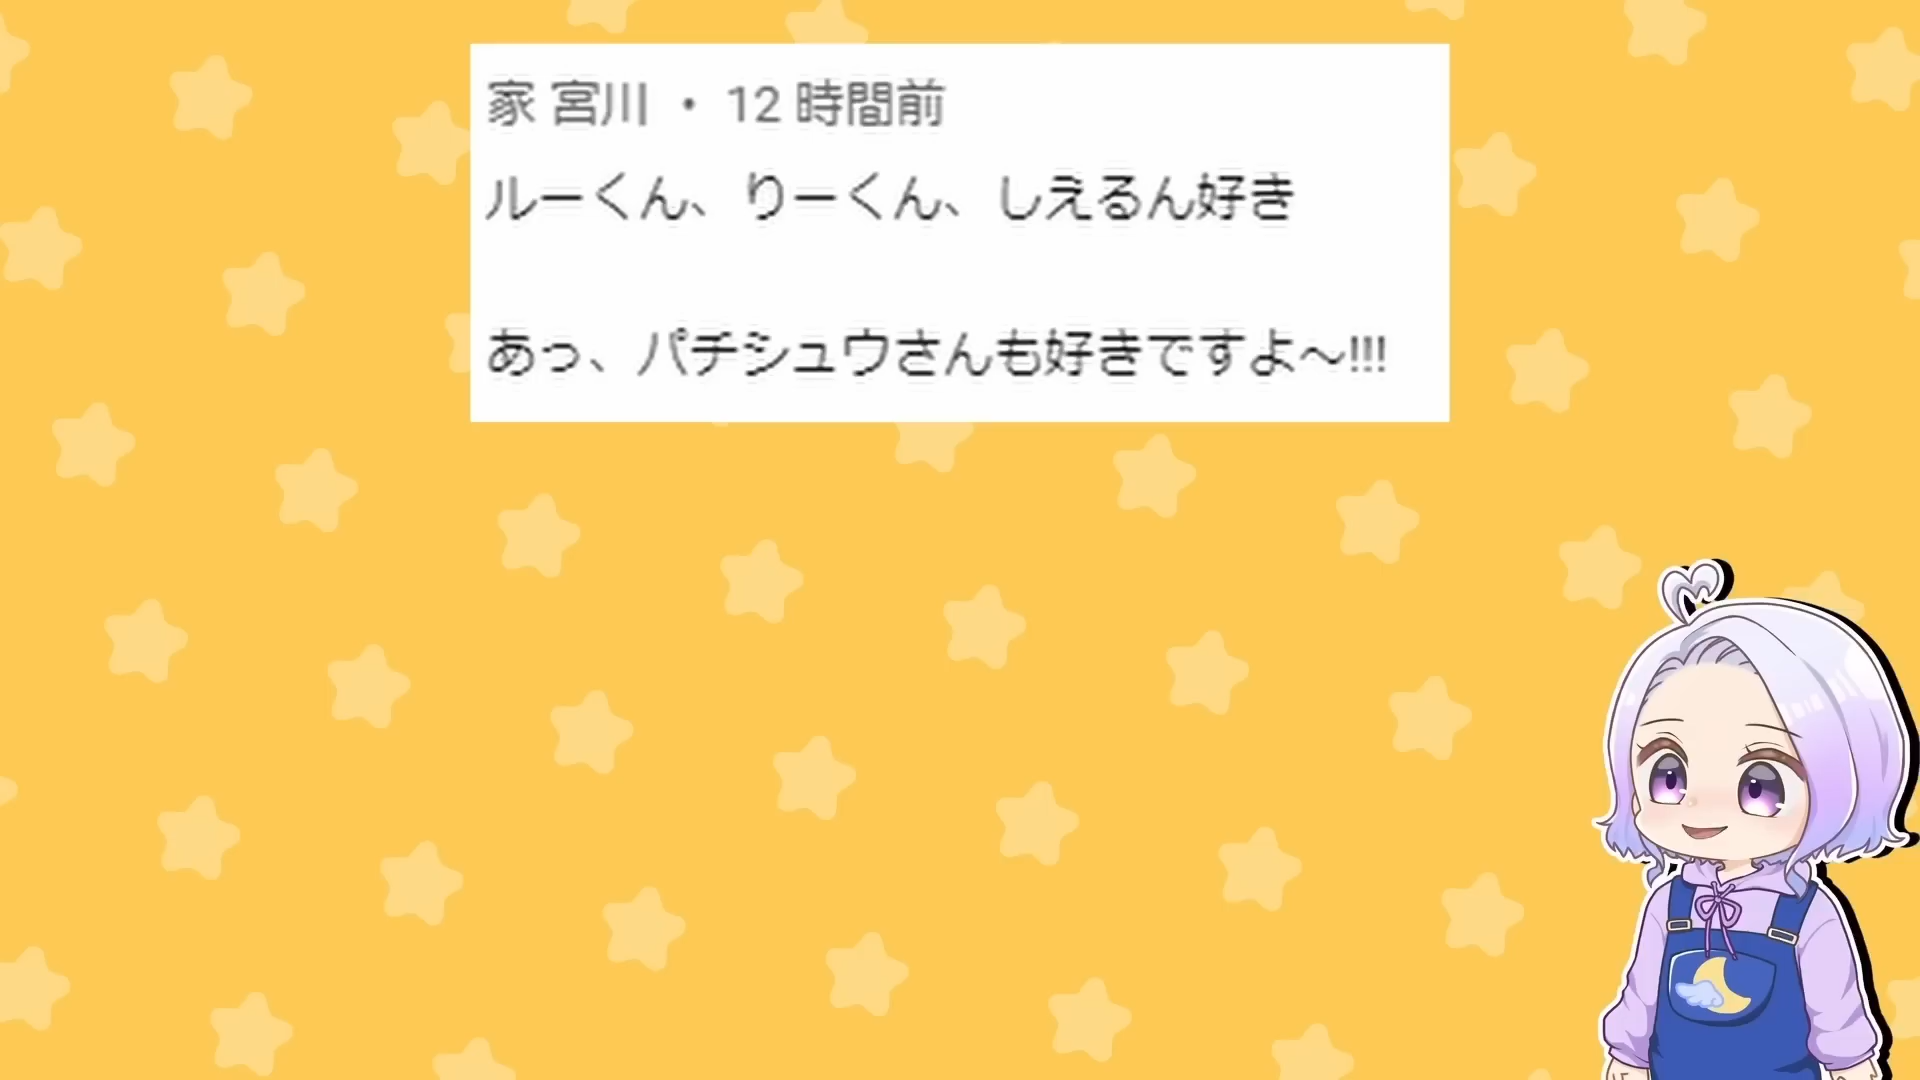 家 宮川 ・ 12 時間前
ルーくん、りーくん、しえるん好き
あっ、パチシュウさんも好きですよ～!!!